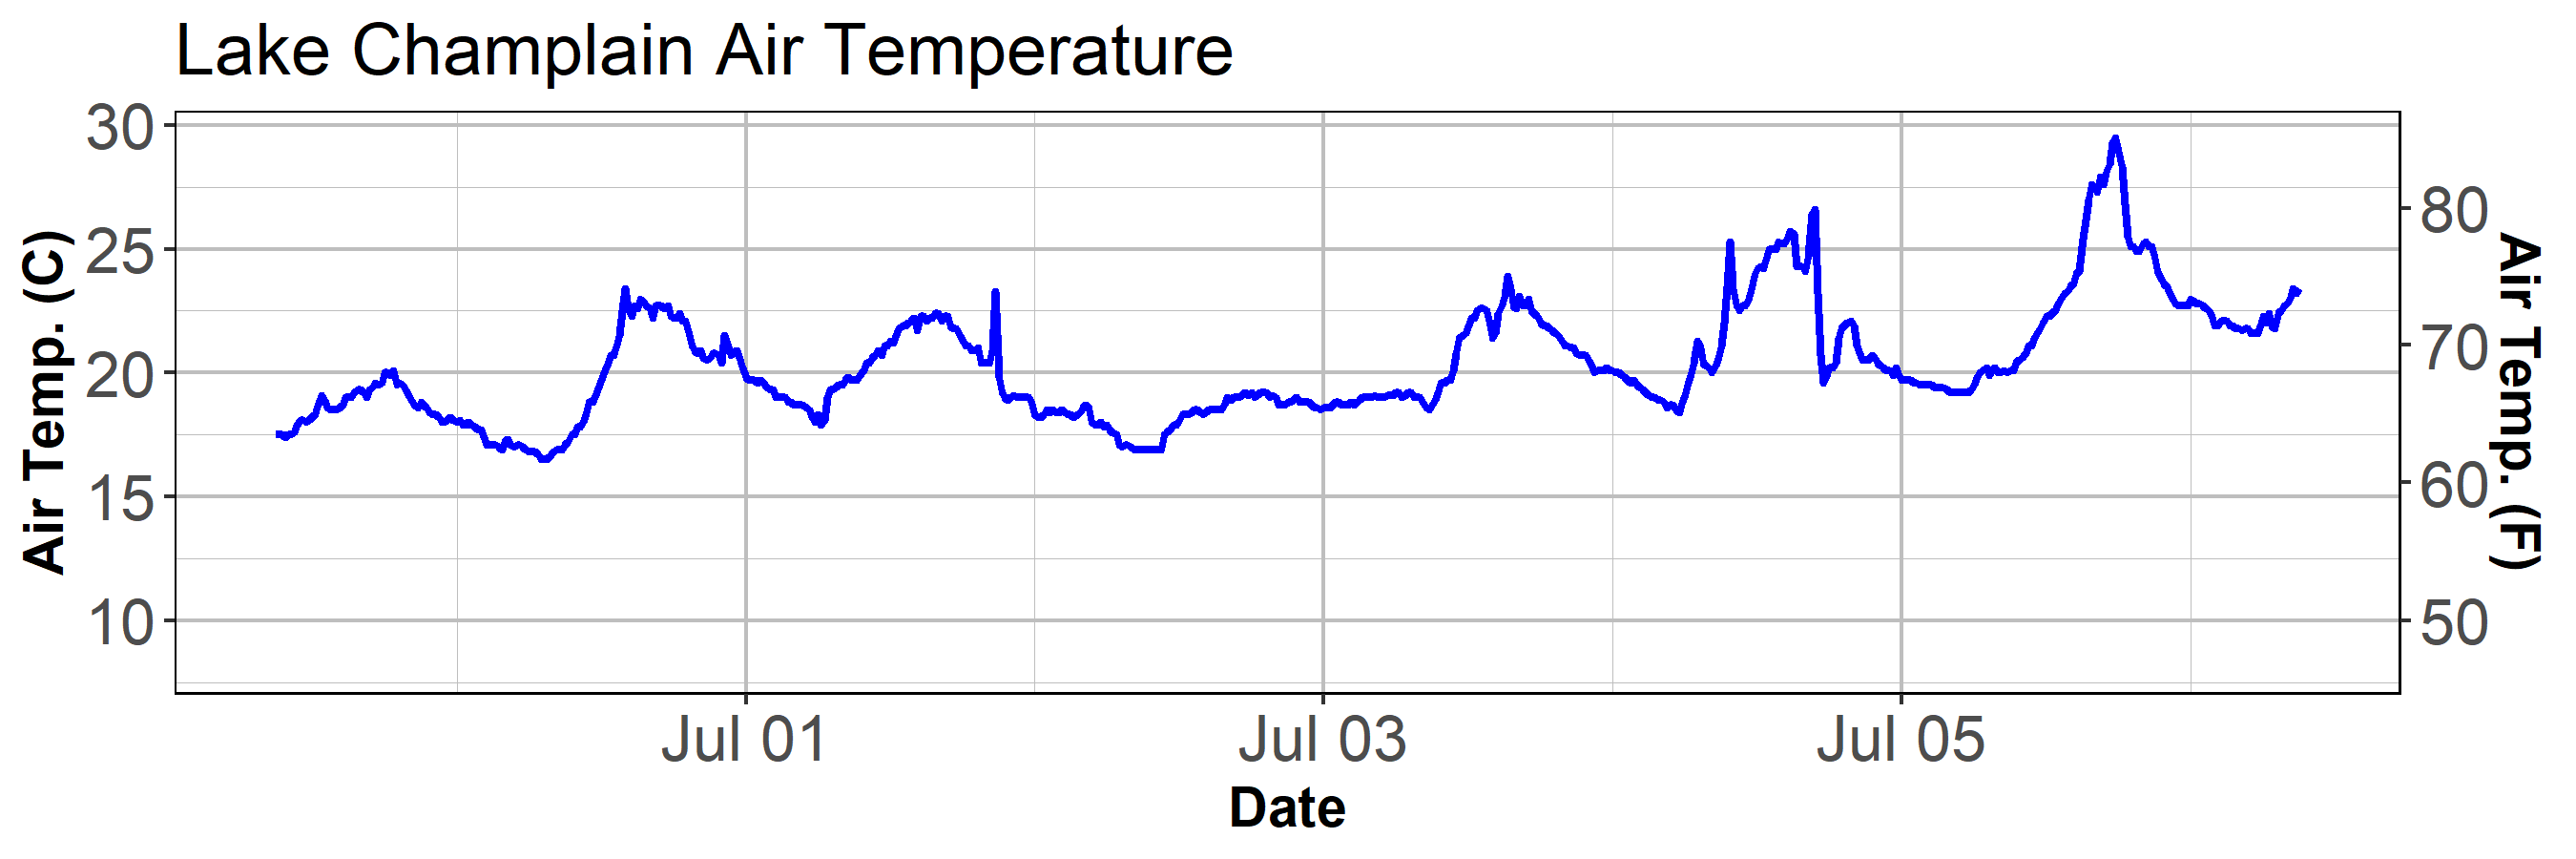 Lake Champlain Air Temperature
30
25
20
15
10
Air Temp. (C)
80
70
60
50
Air Temp. (F)
Jul 01
Jul 03
Jul 05
Date